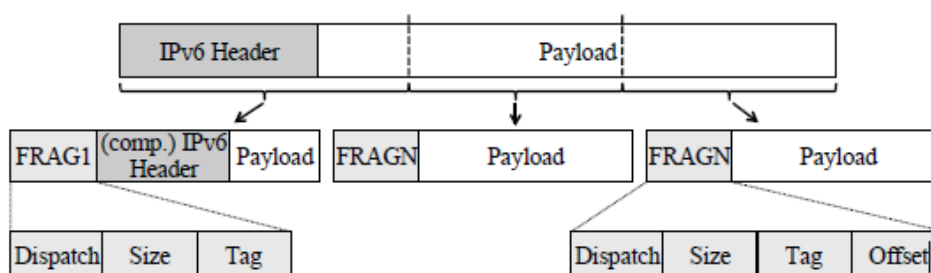 IPv6 Header Payload
FRAG1 (comp.) IPv6 Header Payload FRAGN Payload FRAGN Payload
Dispatch Size Tag Dispatch Size Tag Offset